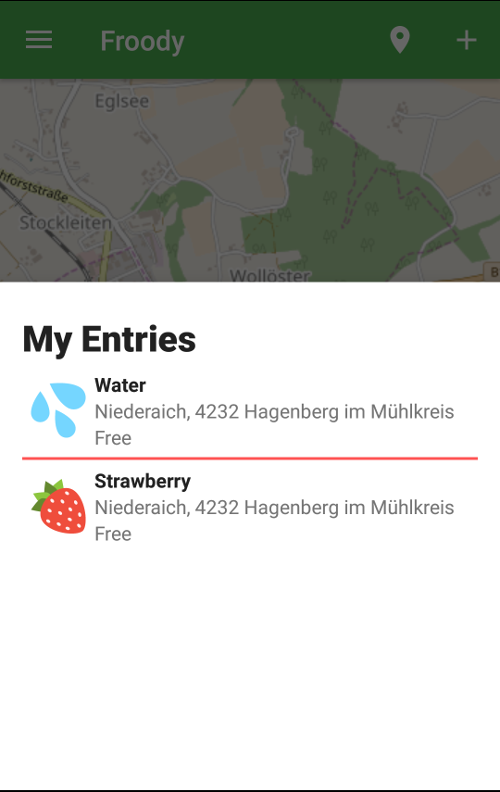 Froody
Eglsee
hforststraße
Stockleiten
Wollöster
B
My Entries
Water
Niederaich, 4232 Hagenberg im Mühlkreis
Free
Strawberry
Niederaich, 4232 Hagenberg im Mühlkreis
Free